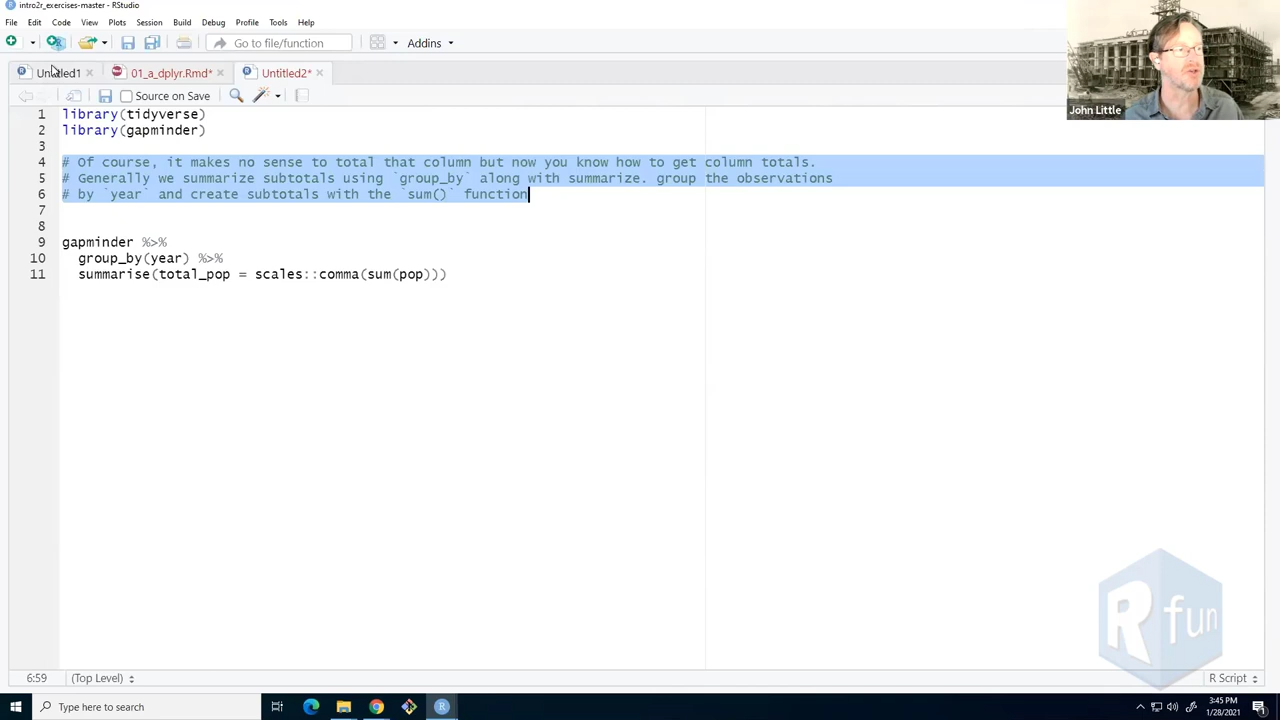 intro2r_exercises-master - RStudio
File Edit Code View Plots Session Build Debug Profile Tools Help
Go to file/function Addins
Untitled1 01_a_dplyr.Rmd* Untitled2*
Source on Save
1 library(tidyverse)
2 library(gapminder)
3
4 # Of course, it makes no sense to total that column but now you know how to get column totals.
5 # Generally we summarize subtotals using `group_by` along with summarize. group the observations
6 # by `year` and create subtotals with the `sum()` function
7
8
9 gapminder %>%
10 group_by(year) %>%
11 summarise(total_pop = scales::comma(sum(pop)))
John Little
R fun
6:59 (Top Level) R Script
Type here to search
3:45 PM
1/28/2021